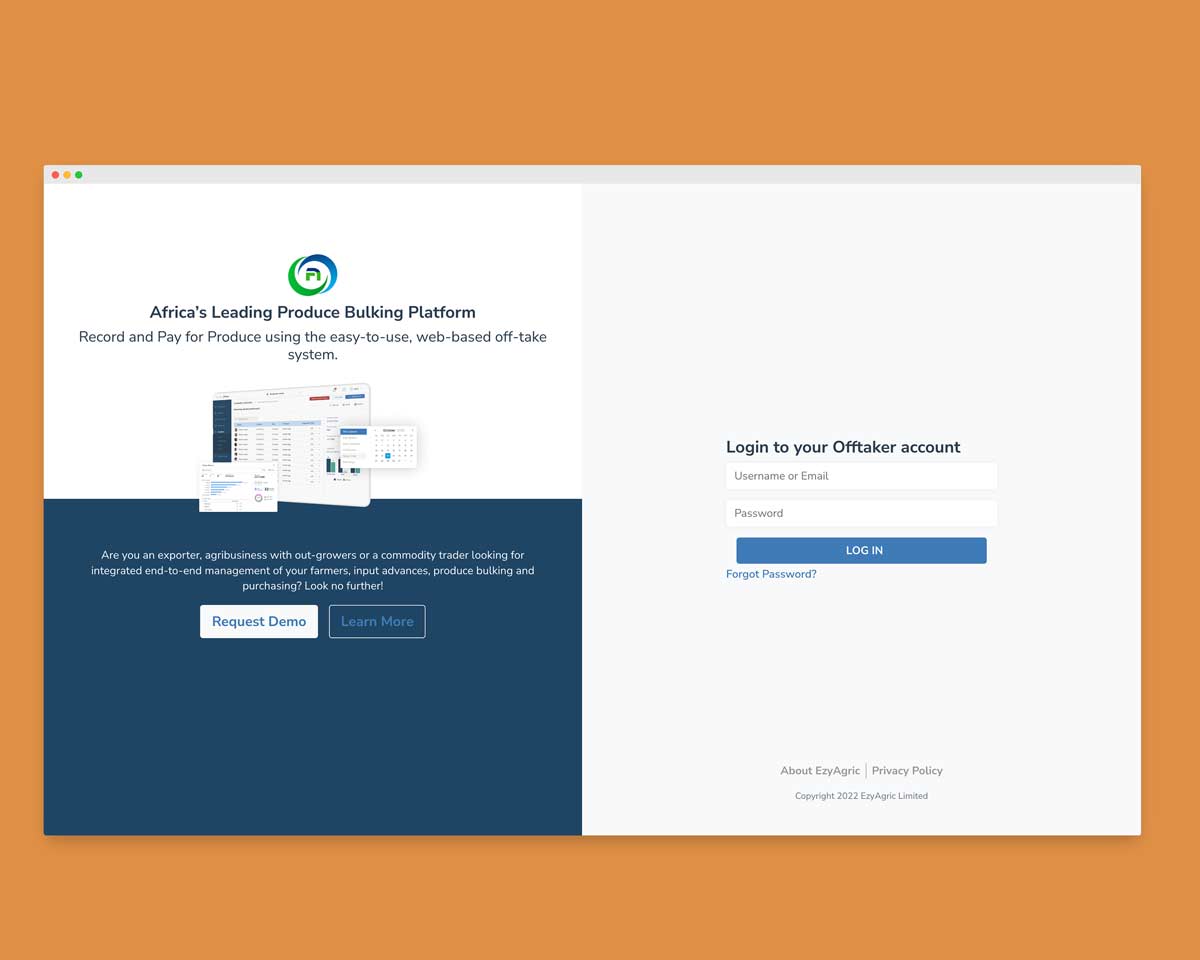 Africa’s Leading Produce Bulking Platform
Record and Pay for Produce using the easy-to-use, web-based off-take
system.
Are you an exporter, agribusiness with out-growers or a commodity trader looking for
integrated end-to-end management of your farmers, input advances, produce bulking and
purchasing? Look no further!
Request Demo
Learn More
Login to your Offtaker account
Username or Email
Password
LOG IN
Forgot Password?
About EzyAgric
Privacy Policy
Copyright 2022 EzyAgric Limited